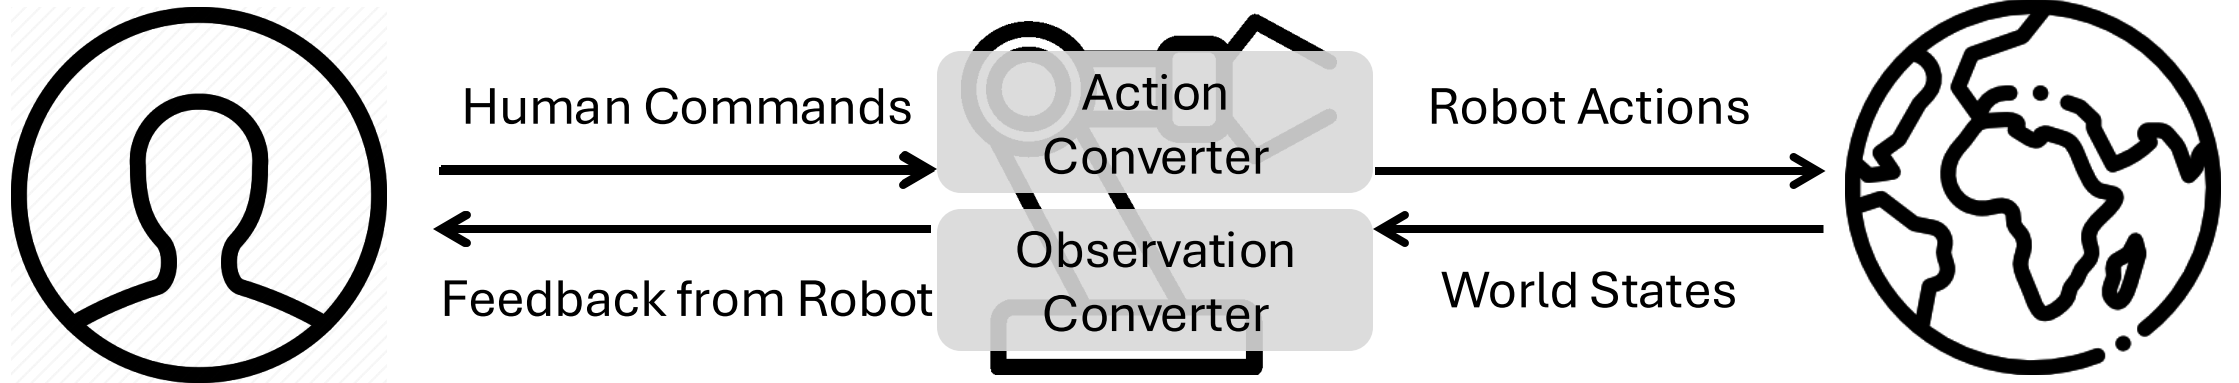 Human Commands
Action
Converter
Robot Actions
Feedback from Robot
Observation
Converter
World States